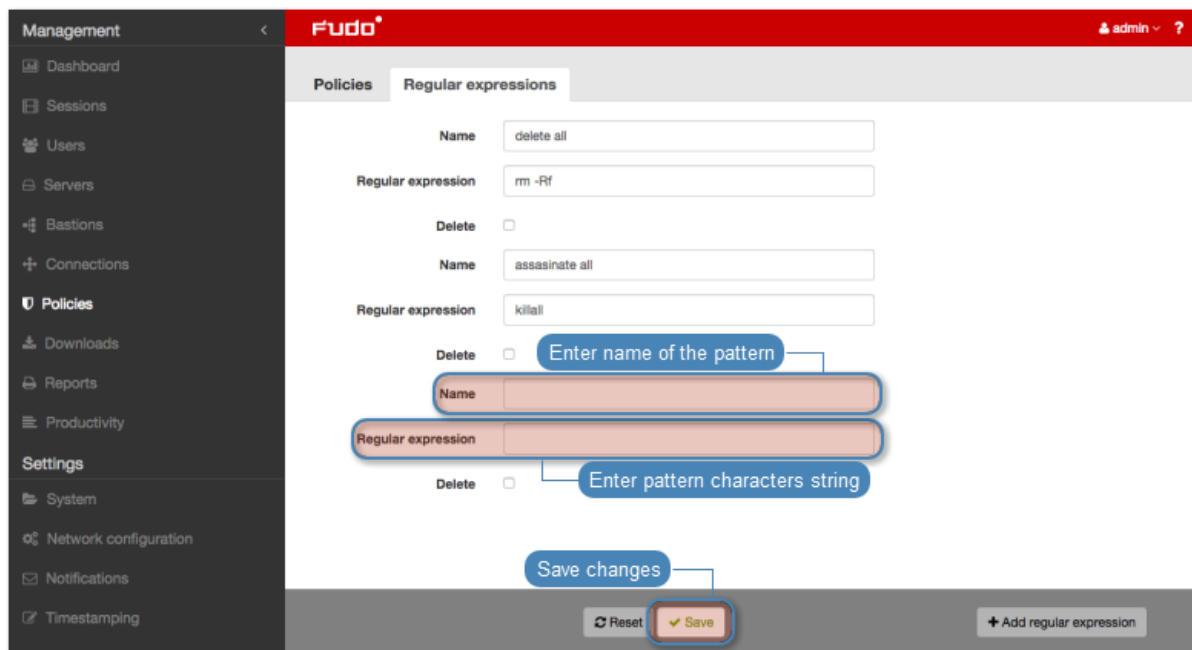 Management
Dashboard
Sessions
Users
Servers
Bastions
Connections
Policies
Downloads
Reports
Productivity
Settings
System
Network configuration
Notifications
Timestamping
FUDO
admin ?
Policies Regular expressions
Name delete all
Regular expression rm -Rf
Delete
Name assasinate all
Regular expression killall
Delete
Enter name of the pattern
Name
Regular expression
Enter pattern characters string
Delete
Save changes
Reset Save + Add regular expression